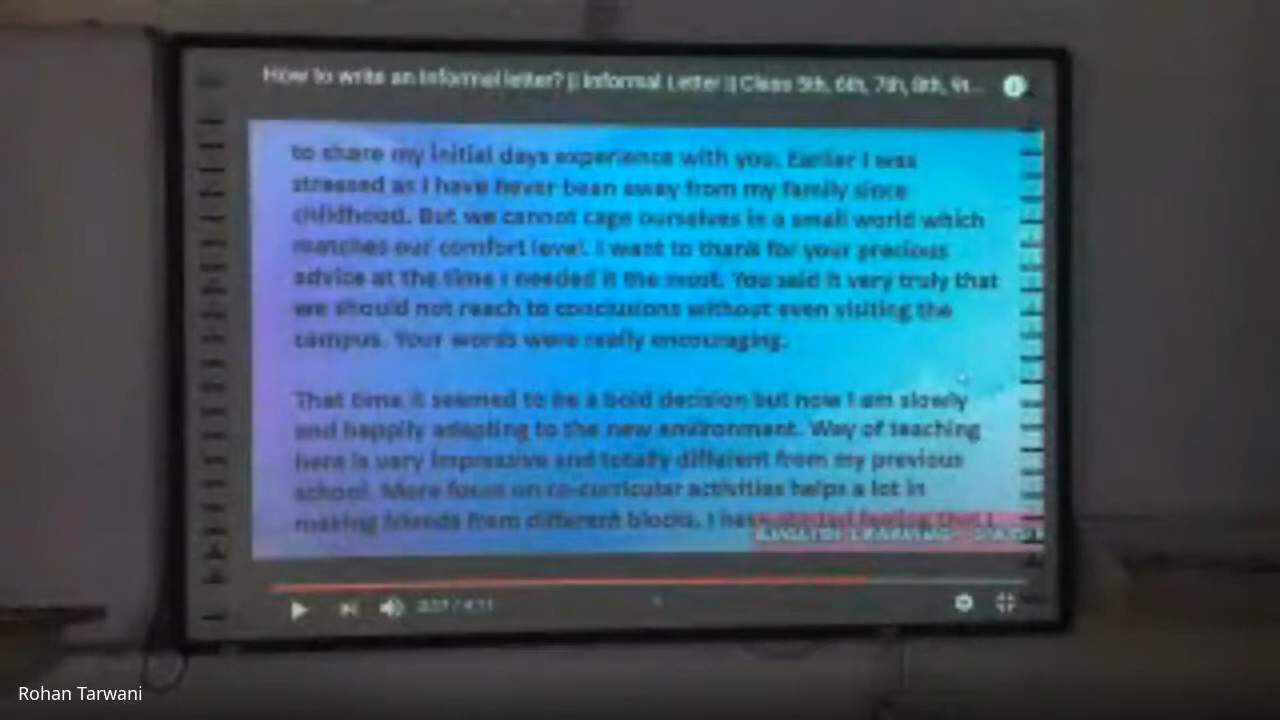 How to write an informal letter? || Informal Letter || Class 5th, 6th, 7th, 8th, 9t...
to share my initial days experience with you. Earlier I was
stressed as I have never been away from my family since
childhood. But we cannot cage ourselves in a small world which
matches our comfort level. I want to thank for your precious
advice at the time I needed it the most. You said it very truly that
we should not reach to conclusions without even visiting the
campus. Your words were really encouraging.
That time it seemed to be a bold decision but now I am slowly
and happily adapting to the new environment. Way of teaching
here is very impressive and totally different from my previous
school. More focus on co-curricular activities helps a lot in
making friends from different blocks. I have started feeling that I
ENGLISH LEARNING
Rohan Tarwani